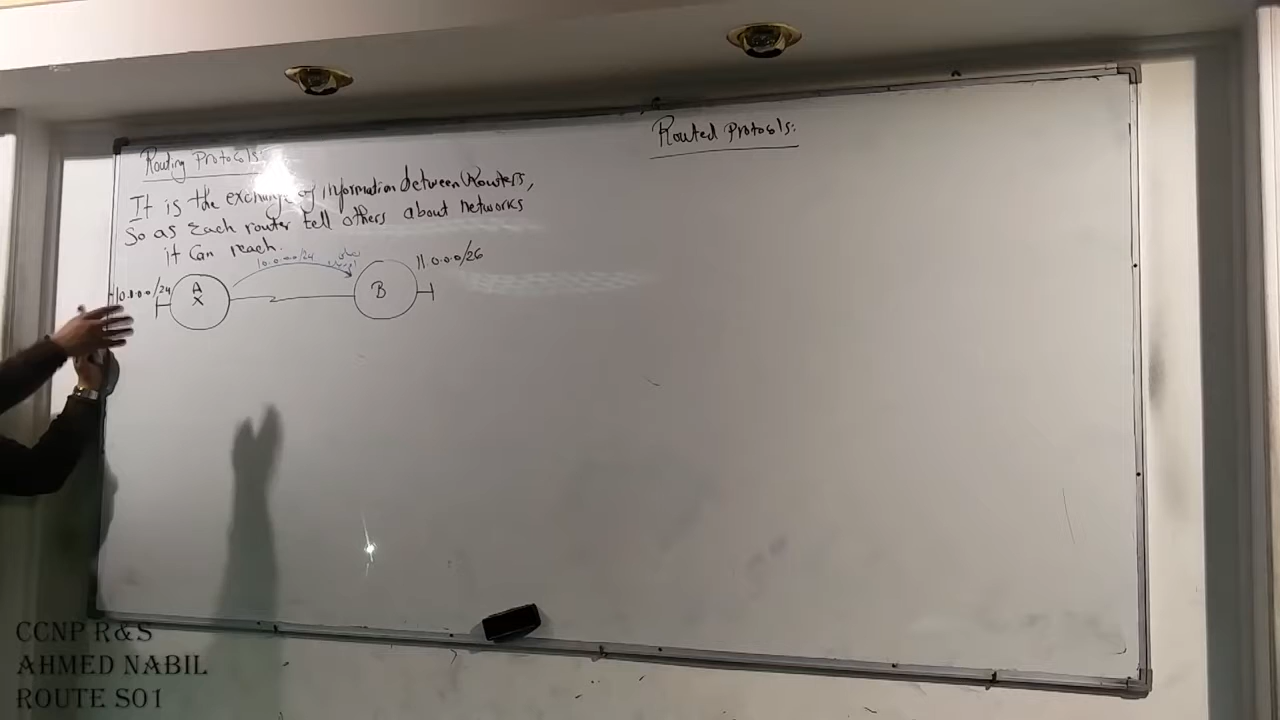 Routing Protocols:
It is the exchange of information between Routers,
So as Each router tell others about networks
it Can reach.
10.0.0.0/24
11.0.0.0/26
10.0.0.0/24
A
X
B
Routed Protocols:
CCNP R&S
AHMED NABIL
ROUTE S01